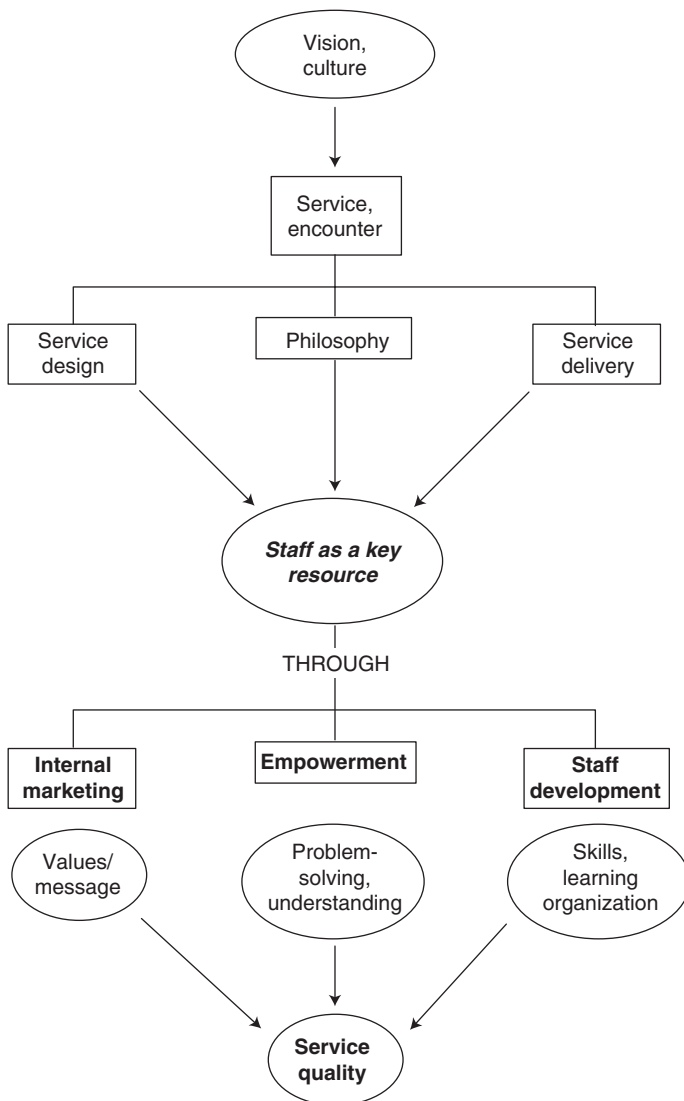 Vision,
culture
Service,
encounter
Service
design
Philosophy
Service
delivery
Staff as a key
resource
THROUGH
Internal
marketing
Empowerment
Staff
development
Values/
message
Problem-
solving,
understanding
Skills,
learning
organization
Service
quality